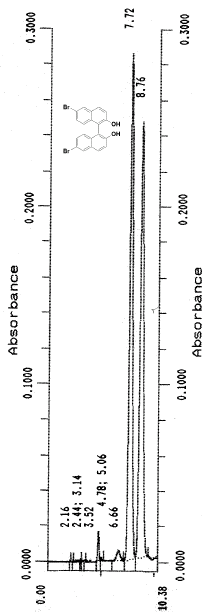 0.3000
0.3000
7.72
8.76
Br
OH
OH
Br
0.2000
0.2000
Absorbance
Absorbance
0.1000
0.1000
2.16
2.44; 3.14
3.52
4.78; 5.06
6.66
0.0000
0.0000
0.00
10.38